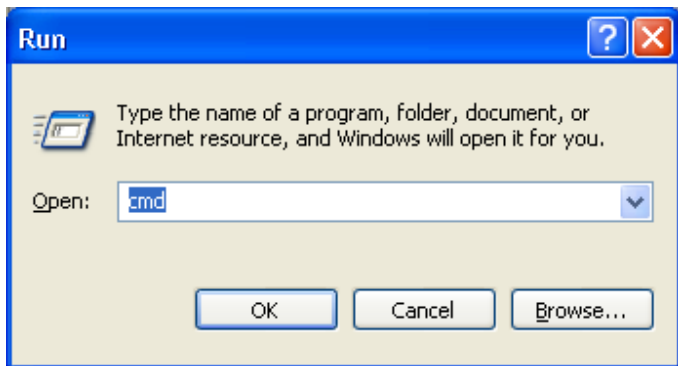 Run
?
Type the name of a program, folder, document, or
Internet resource, and Windows will open it for you.
Open: cmd
OK Cancel Browse...